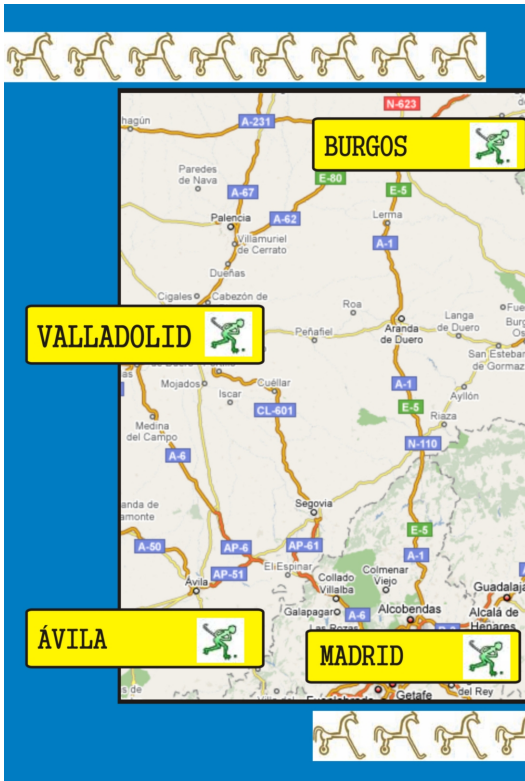 N-623
hagún
A-231
BURGOS
Paredes
de Nava
E-80
A-67
E-5
Palencia
A-62
Lerma
Villamuriel
de Cerrato
A-1
Dueñas
Cigales
Cabezón de
Roa
VALLADOLID
Peñafiel
Aranda
de Duero
Langa
de Duero
San Esteban
de Gormaz
Mojados
Cuéllar
Iscar
A-1
Ayllón
CL-601
E-5
Riaza
Medina
del Campo
N-110
A-6
Segovia
E-5
A-50
AP-6
AP-61
A-1
El Espinar
AP-51
Collado
Villalba
Colmenar
Viejo
Ávila
Guadalaja
Galapagar
A-6
Alcobendas
Alcalá de
Henares
Las Rozas
ÁVILA
MADRID
Getafe
del Rey